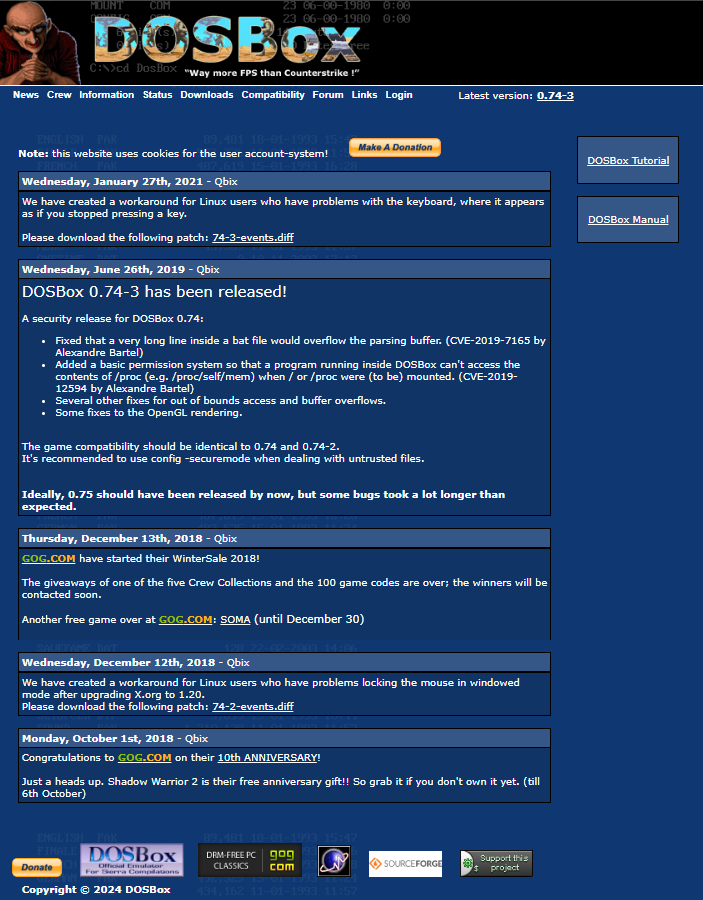 MOUNT COM 23 06-00-1980 0:00
23 06-00-1980 0:00
C:\>cd DosBox
DOSBox
“Way more FPS than Counterstrike !”
News Crew Information Status Downloads Compatibility Forum Links Login Latest version: 0.74-3
Note: this website uses cookies for the user account-system! Make A Donation
DOSBox Tutorial
DOSBox Manual
Wednesday, January 27th, 2021 - Qbix
We have created a workaround for Linux users who have problems with the keyboard, where it appears
as if you stopped pressing a key.
Please download the following patch: 74-3-events.diff
Wednesday, June 26th, 2019 - Qbix
DOSBox 0.74-3 has been released!
A security release for DOSBox 0.74:
• Fixed that a very long line inside a bat file would overflow the parsing buffer. (CVE-2019-7165 by
Alexandre Bartel)
• Added a basic permission system so that a program running inside DOSBox can't access the
contents of /proc (e.g. /proc/self/mem) when / or /proc were (to be) mounted. (CVE-2019-
12594 by Alexandre Bartel)
• Several other fixes for out of bounds access and buffer overflows.
• Some fixes to the OpenGL rendering.
The game compatibility should be identical to 0.74 and 0.74-2.
It's recommended to use config -securemode when dealing with untrusted files.
Ideally, 0.75 should have been released by now, but some bugs took a lot longer than
expected.
Thursday, December 13th, 2018 - Qbix
GOG.COM have started their WinterSale 2018!
The giveaways of one of the five Crew Collections and the 100 game codes are over; the winners will be
contacted soon.
Another free game over at GOG.COM: SOMA (until December 30)
Wednesday, December 12th, 2018 - Qbix
We have created a workaround for Linux users who have problems locking the mouse in windowed
mode after upgrading X.org to 1.20.
Please download the following patch: 74-2-events.diff
Monday, October 1st, 2018 - Qbix
Congratulations to GOG.COM on their 10th ANNIVERSARY!
Just a heads up. Shadow Warrior 2 is their free anniversary gift!! So grab it if you don't own it yet. (till
6th October)
ENGLISH PAK 89,481 18-01-1993 15:47
Donate
DOSBox
Official Emulator
For Sierra Compilations
DRM-FREE PC
CLASSICS
gog
com
SOURCEFORGE
Support this
project
Copyright © 2024 DOSBox